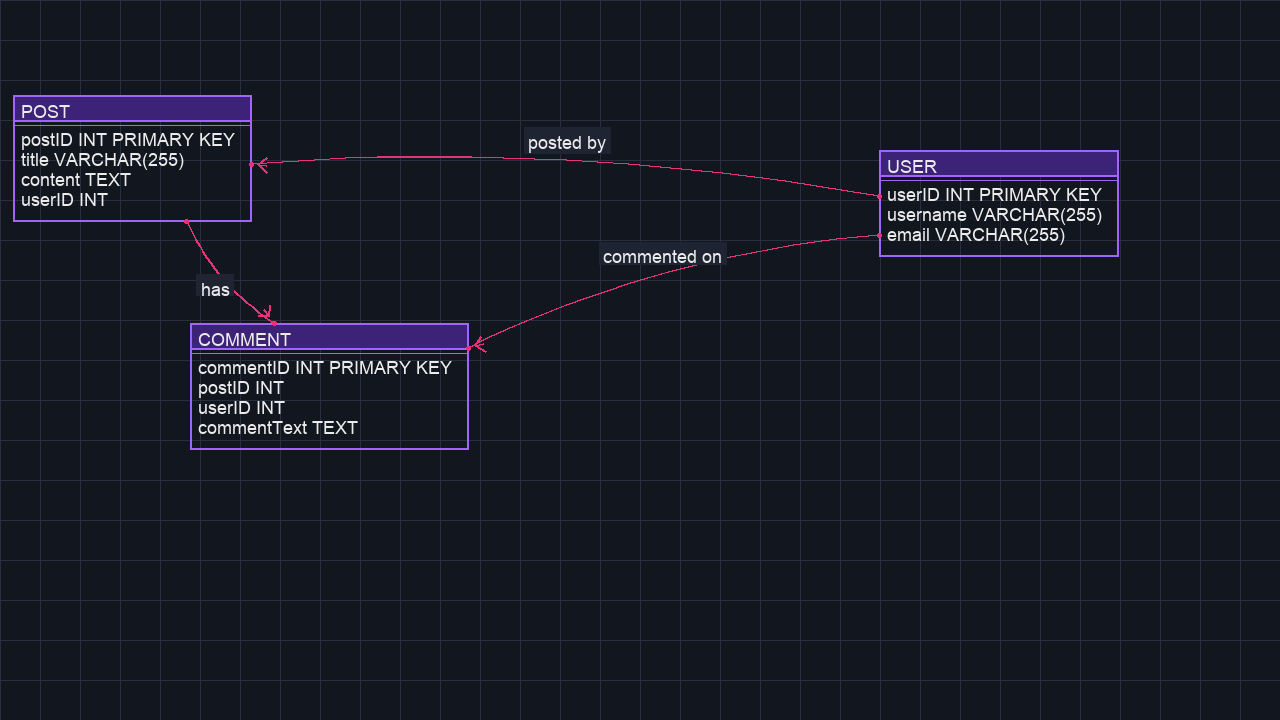 POST
postID INT PRIMARY KEY
title VARCHAR(255)
content TEXT
userID INT
posted by
USER
userID INT PRIMARY KEY
username VARCHAR(255)
email VARCHAR(255)
commented on
has
COMMENT
commentID INT PRIMARY KEY
postID INT
userID INT
commentText TEXT